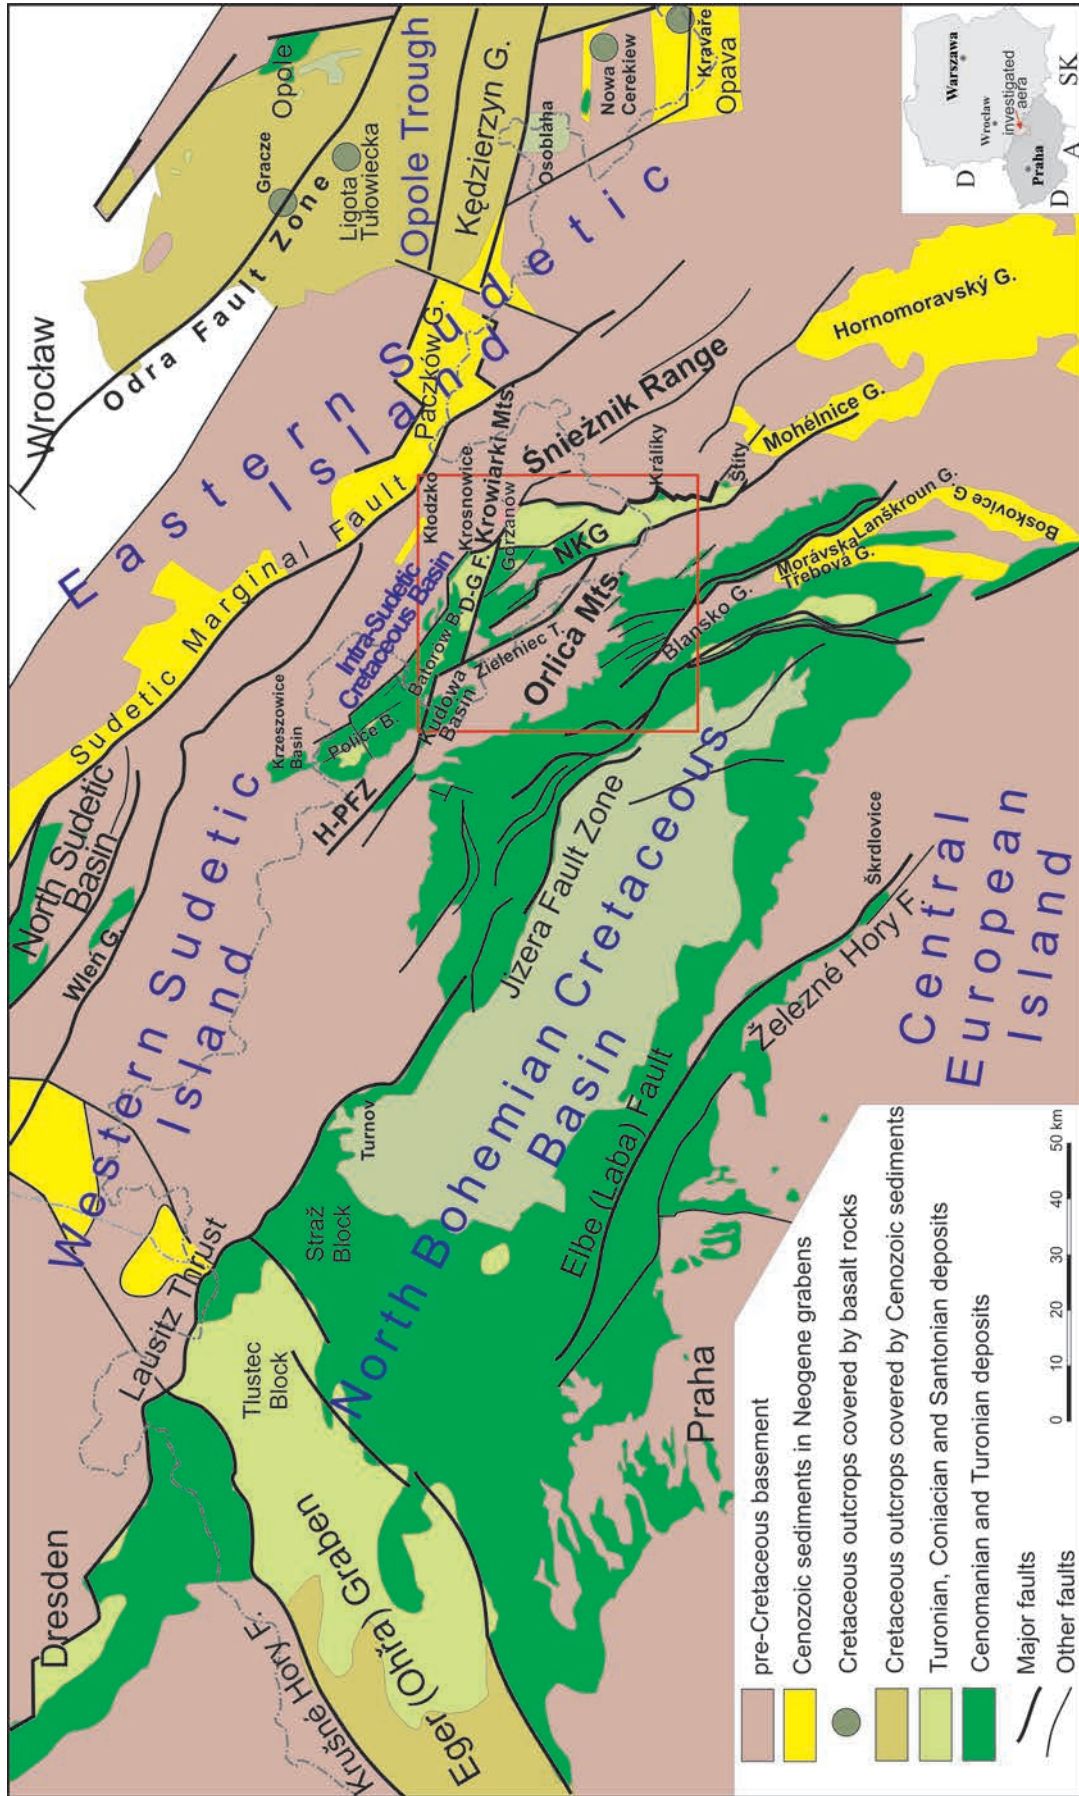 Dresden
Krušné Hory F.
Eger (Ohřa) Graben
Lausitz Thrust
Tlustec
Block
Straž
Block
Turnov
Western Sudetic
Island
North Sudetic
Basin
Wleń G.
Sudetic Marginal Fault
Eastern Sudetic
Island
Wrocław
Odra Fault Zone
Gracze
Ligota
Tułowiecka
Opole
Opole Trough
Kędzierzyn G.
Paczków G.
Osoblaha
Nowa
Cerekiew
Kravaře
Opava
Krzeszowice
Basin
Police B.
Intra-Sudetic
Cretaceous Basin
Batorów B.
H-PFZ
Kudowa
Basin
Kłodzko
Krosnowice
D-G F.
Krowiarki Mts.
Gorzanów
NKG
Zieleniec T.
Orlica Mts.
Śnieżnik Range
Králíky
Štíty
Mohélnice G.
Hornomoravský G.
Blansko G.
Morávska
Třebová G.
Lanškroun G.
Boskovice G
North Bohemian Cretaceous
Basin
Jizera Fault Zone
Elbe (Laba) Fault
Železné Hory F.
Škrdlovice
Central
European
Island
Praha
pre-Cretaceous basement
Cenozoic sediments in Neogene grabens
Cretaceous outcrops covered by basalt rocks
Cretaceous outcrops covered by Cenozoic sediments
Turonian, Coniacian and Santonian deposits
Cenomanian and Turonian deposits
Major faults
Other faults
0 10 20 30 40 50 km
D
Warszawa
Wrocław
investigated
aera
Praha
D
A
SK